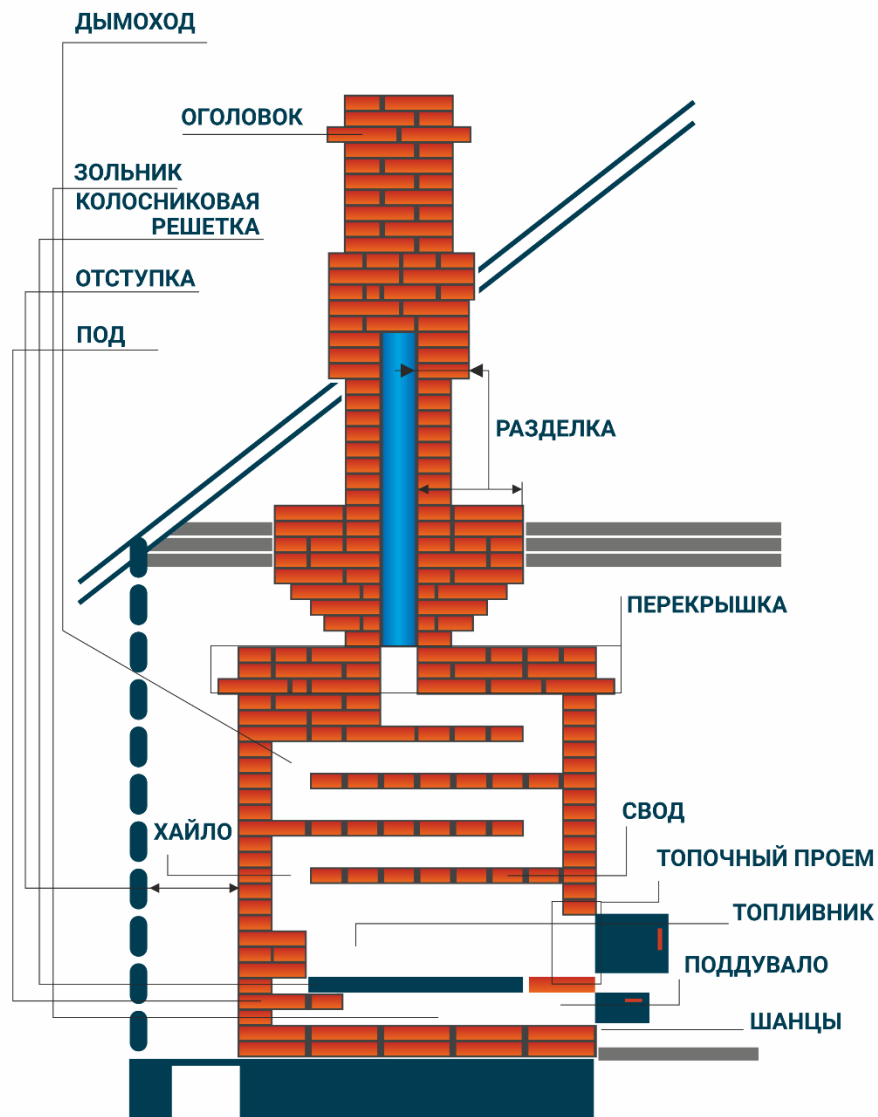 ДЫМОХОД
ОГОЛОВОК
ЗОЛЬНИК
КОЛОСНИКОВАЯ
РЕШЕТКА
ОТСТУПКА
ПОД
РАЗДЕЛКА
ПЕРЕКРЫШКА
ХАЙЛО
СВОД
ТОПОЧНЫЙ ПРОЕМ
ТОПЛИВНИК
ПОДДУВАЛО
ШАНЦЫ